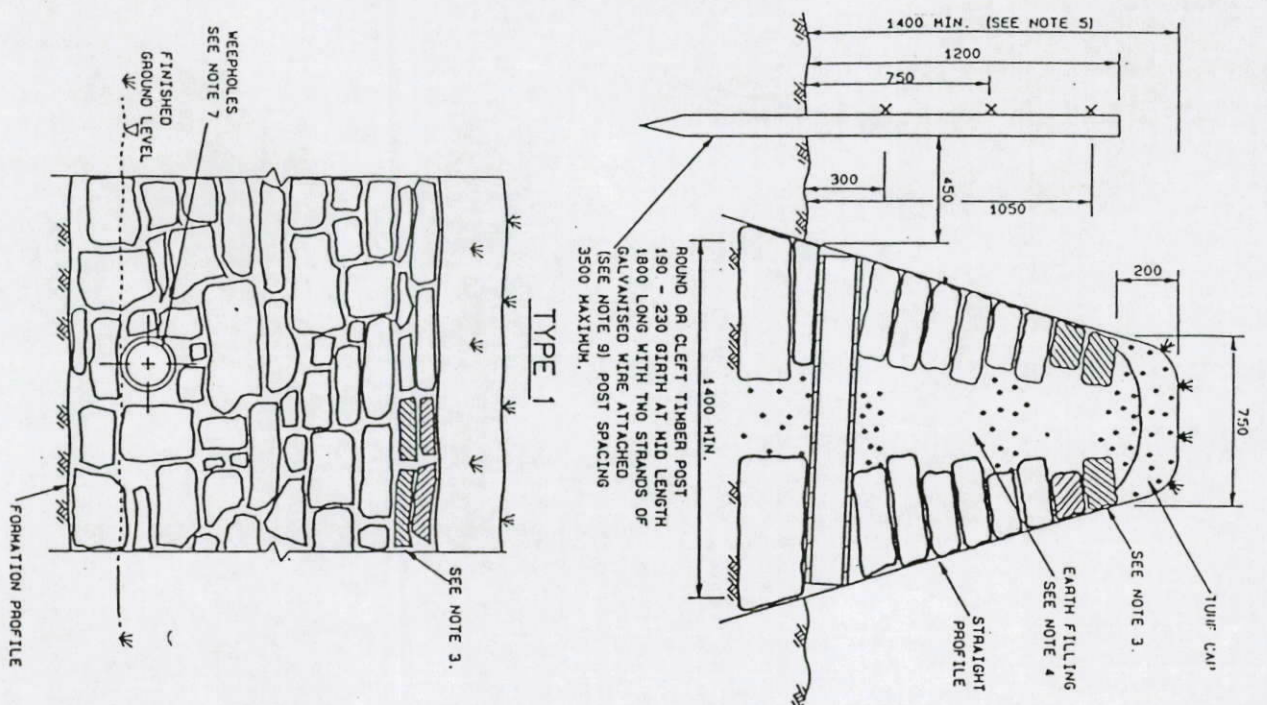 1400 MIN. (SEE NOTE 5)
1200
750
300
450
1050
200
750
SEE NOTE 3.
EARTH FILLING
SEE NOTE 4
STRAIGHT
PROFILE
1400 MIN.
ROUND OR CLEFT TIMBER POST
190 - 230 GIRTH AT MID LENGTH
1800 LONG WITH TWO STRANDS OF
GALVANISED WIRE ATTACHED
(SEE NOTE 9) POST SPACING
3500 MAXIMUM.
TYPE 1
WEEPHOLES
SEE NOTE 7
FINISHED
GROUND LEVEL
SEE NOTE 3.
FORMATION PROFILE